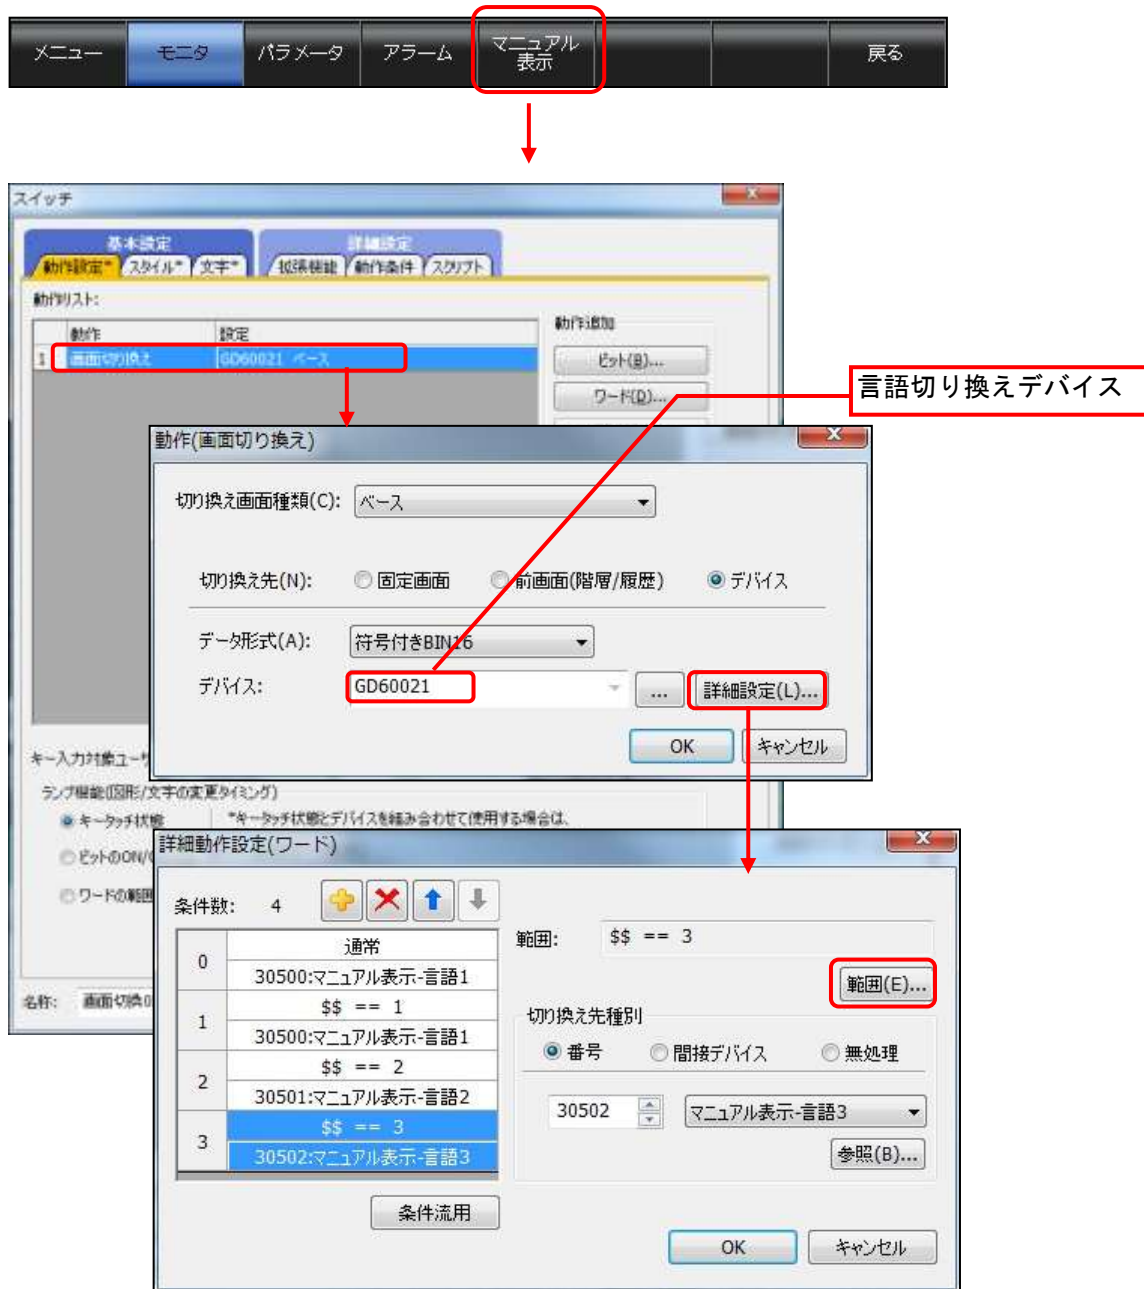 メニュー モニタ パラメータ アラーム マニュアル 表示 戻る
スイッチ
基本設定 詳細設定
動作設定* スタイル* 文字* 拡張機能 動作条件 スクリプト
動作リスト:
動作 設定
1 画面切り換え GD60021 ベース
動作追加
ビット(B)...
ワード(D)...
言語切り換えデバイス
動作(画面切り換え)
切り換え画面種類(C): ベース
切り換え先(N): 固定画面 前画面(階層/履歴) デバイス
データ形式(A): 符号付きBIN16
デバイス: GD60021 ... 詳細設定(L)...
OK キャンセル
キー入力対象ユーザ
ランプ機能(図形/文字の変更タイミング)
キータッチ状態 *キータッチ状態とデバイスを組み合わせて使用する場合は、
ビットのON/O
ワードの範囲
名称: 画面切換0
詳細動作設定(ワード)
条件数: 4
0 通常
30500:マニュアル表示-言語1
1 $$ == 1
30500:マニュアル表示-言語1
2 $$ == 2
30501:マニュアル表示-言語2
3 $$ == 3
30502:マニュアル表示-言語3
条件流用
範囲: $$ == 3
範囲(E)...
切り換え先種別
番号 間接デバイス 無処理
30502 マニュアル表示-言語3
参照(B)...
OK キャンセル